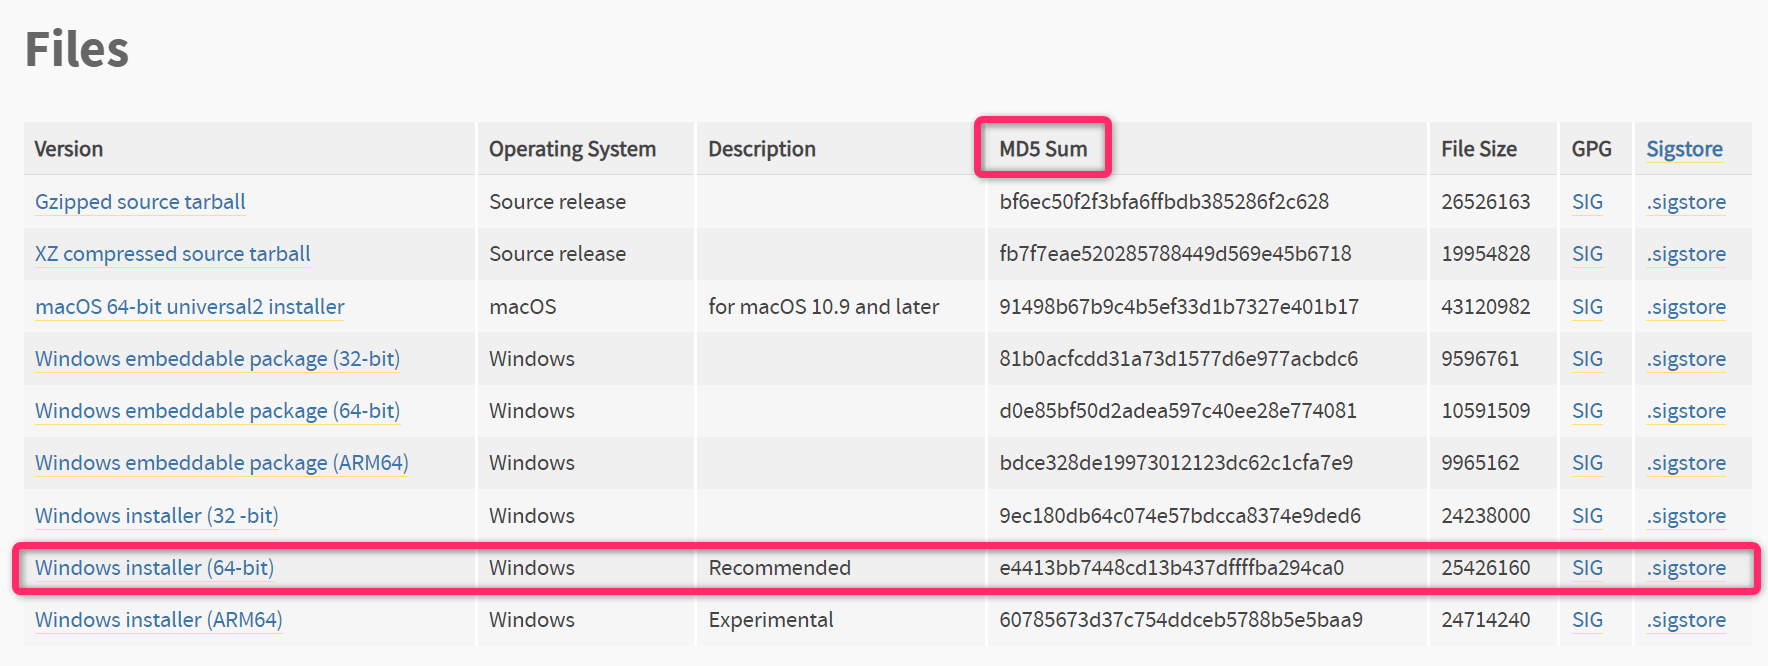 Files
Version Operating System Description MD5 Sum File Size GPG Sigstore
Gzipped source tarball Source release bf6ec50f2f3bfa6ffbdb385286f2c628 26526163 SIG .sigstore
XZ compressed source tarball Source release fb7f7eae520285788449d569e45b6718 19954828 SIG .sigstore
macOS 64-bit universal2 installer macOS for macOS 10.9 and later 91498b67b9c4b5ef33d1b7327e401b17 43120982 SIG .sigstore
Windows embeddable package (32-bit) Windows 81b0acfcdd31a73d1577d6e977acbdc6 9596761 SIG .sigstore
Windows embeddable package (64-bit) Windows d0e85bf50d2adea597c40ee28e774081 10591509 SIG .sigstore
Windows embeddable package (ARM64) Windows bdce328de19973012123dc62c1cfa7e9 9965162 SIG .sigstore
Windows installer (32 -bit) Windows 9ec180db64c074e57bdcca8374e9ded6 24238000 SIG .sigstore
Windows installer (64-bit) Windows Recommended e4413bb7448cd13b437dffffba294ca0 25426160 SIG .sigstore
Windows installer (ARM64) Windows Experimental 60785673d37c754ddceb5788b5e5baa9 24714240 SIG .sigstore